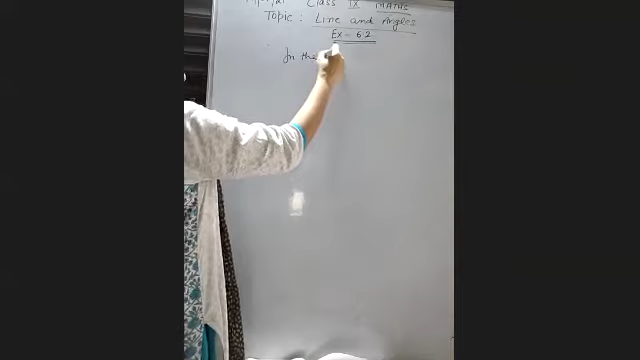 Class IX MATHS
Topic : Line and Angles
Ex - 6.2
In the